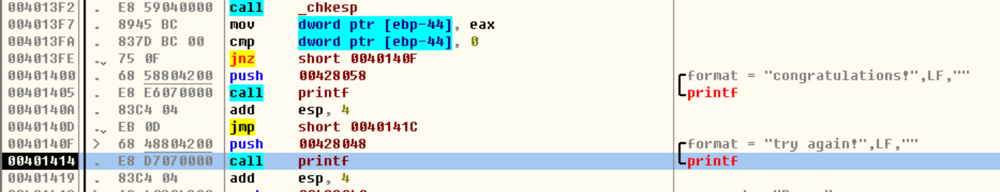 004013F2 . E8 59040000 call _chkesp
004013F7 . 8945 BC mov dword ptr [ebp-44], eax
004013FA . 837D BC 00 cmp dword ptr [ebp-44], 0
004013FE . 75 0F jnz short 0040140F
00401400 . 68 58804200 push 00428058 format = "congratulations!",LF,""
00401405 . E8 E6070000 call printf printf
0040140A . 83C4 04 add esp, 4
0040140D . EB 0D jmp short 0040141C
0040140F > 68 48804200 push 00428048 format = "try again!",LF,""
00401414 . E8 D7070000 call printf printf
00401419 . 83C4 04 add esp, 4